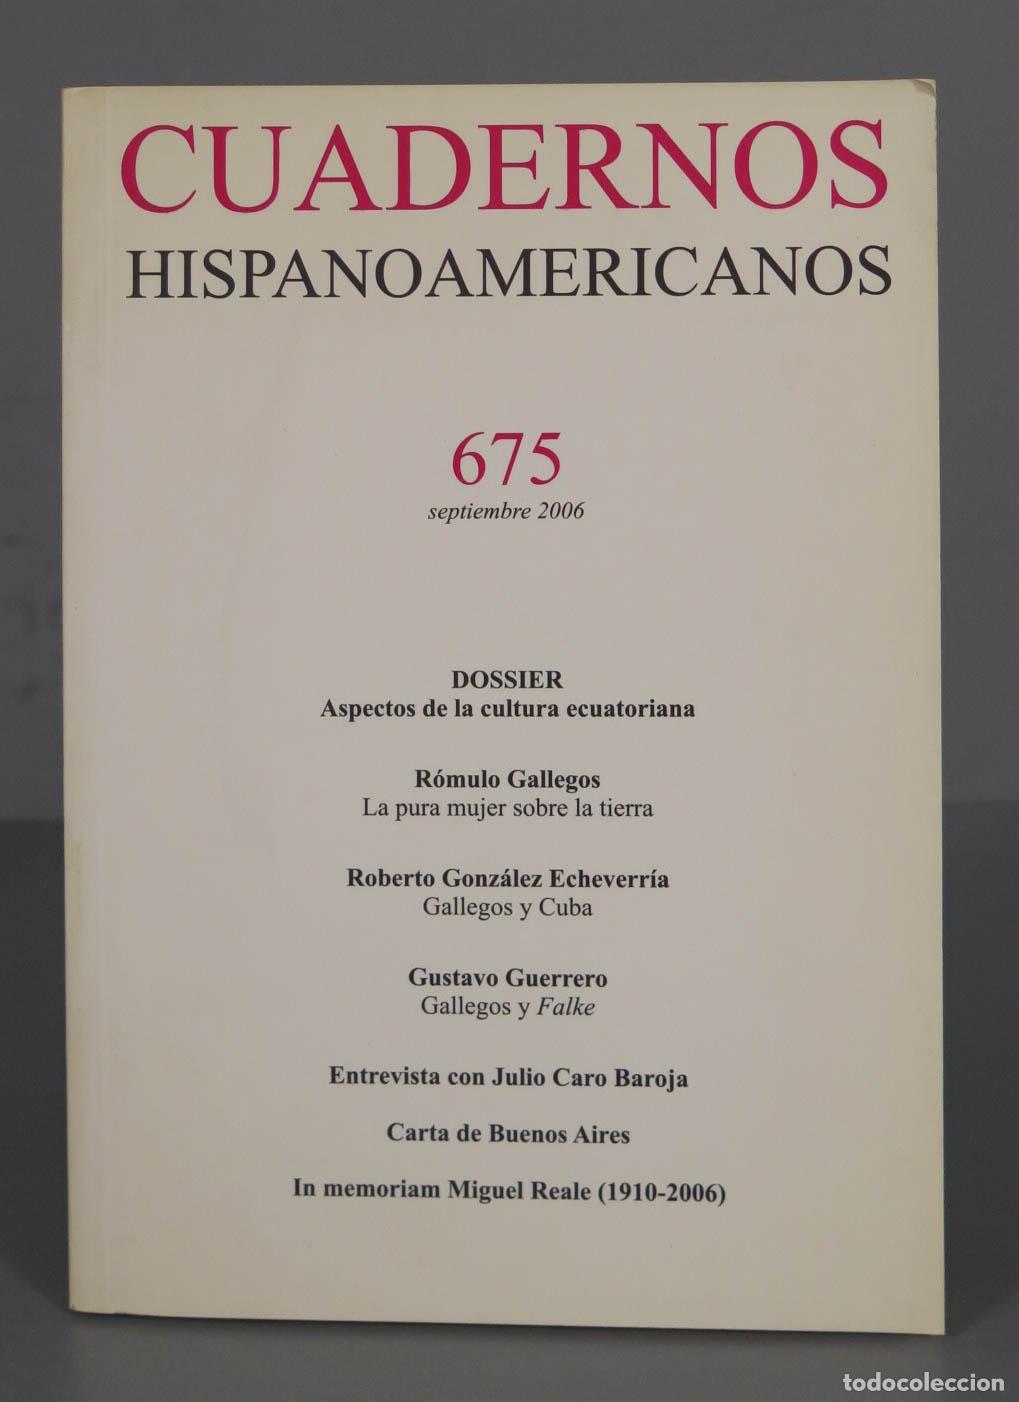 CUADERNOS
HISPANOAMERICANOS
675
septiembre 2006
DOSSIER
Aspectos de la cultura ecuatoriana
Rómulo Gallegos
La pura mujer sobre la tierra
Roberto González Echeverría
Gallegos y Cuba
Gustavo Guerrero
Gallegos y Falke
Entrevista con Julio Caro Baroja
Carta de Buenos Aires
In memoriam Miguel Reale (1910-2006)
todocoleccion